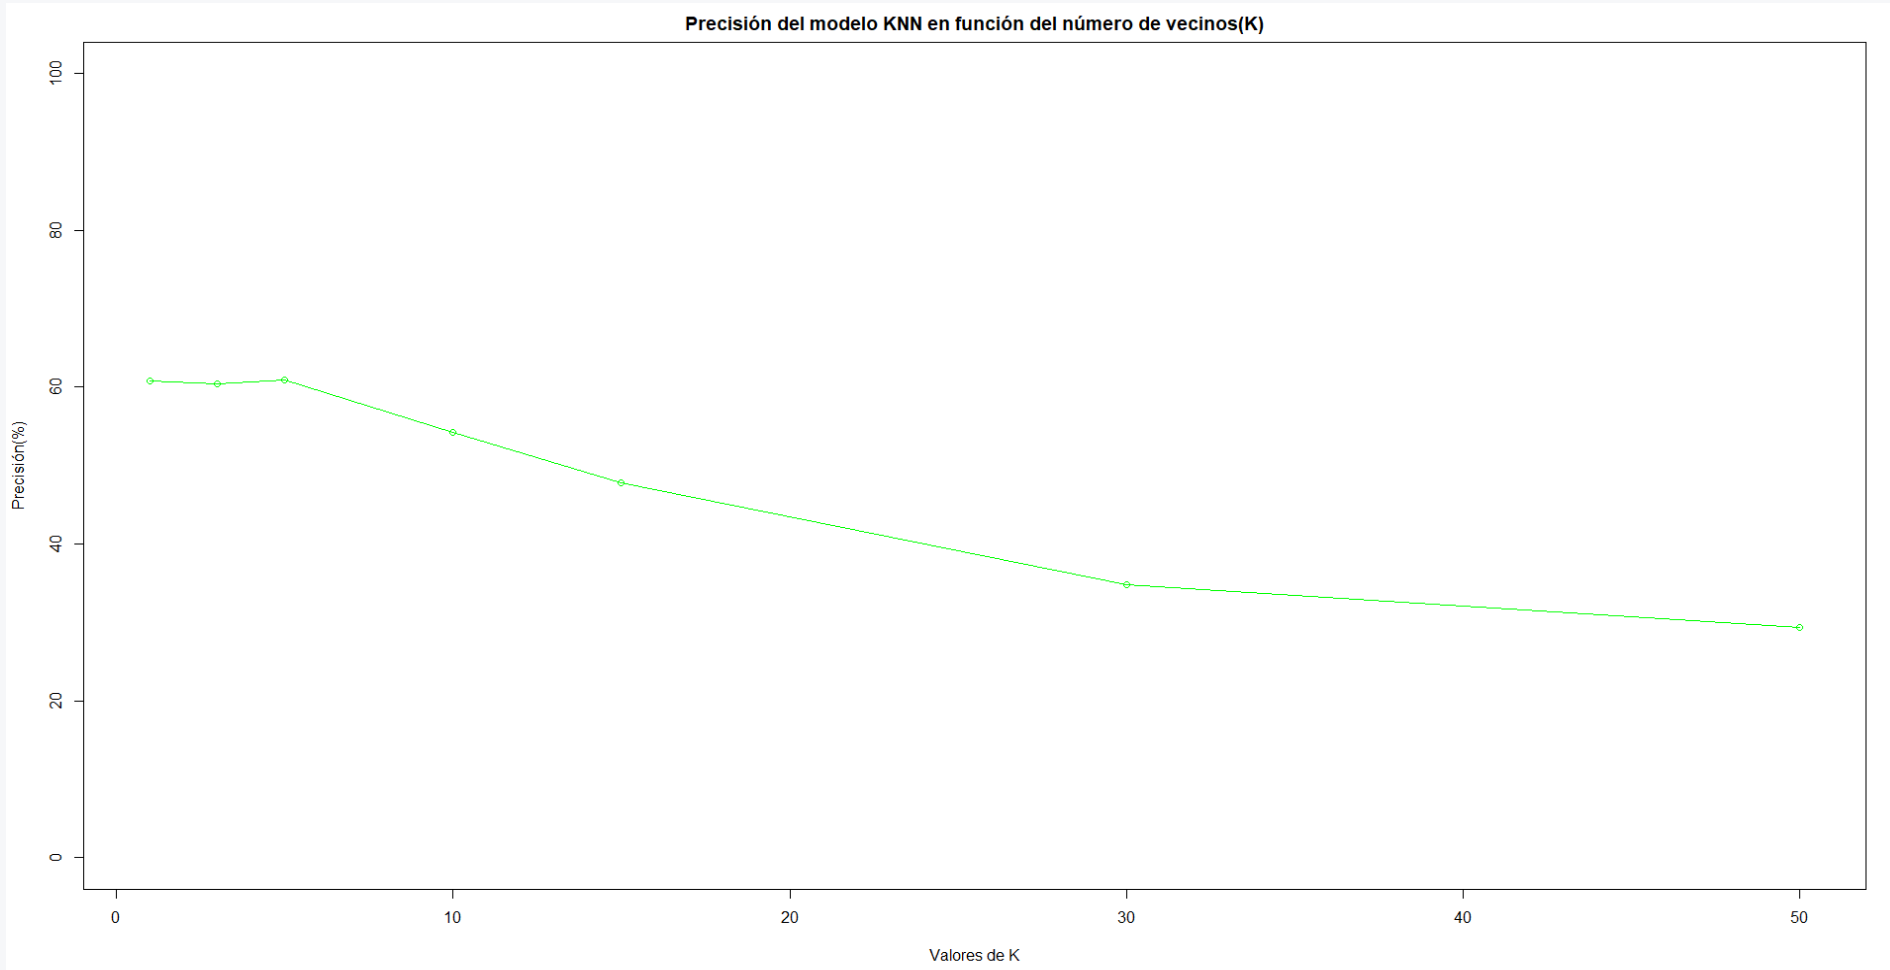 Precisión del modelo KNN en función del número de vecinos(K)
Precisión(%)
100
80
60
40
20
0
0 10 20 30 40 50
Valores de K